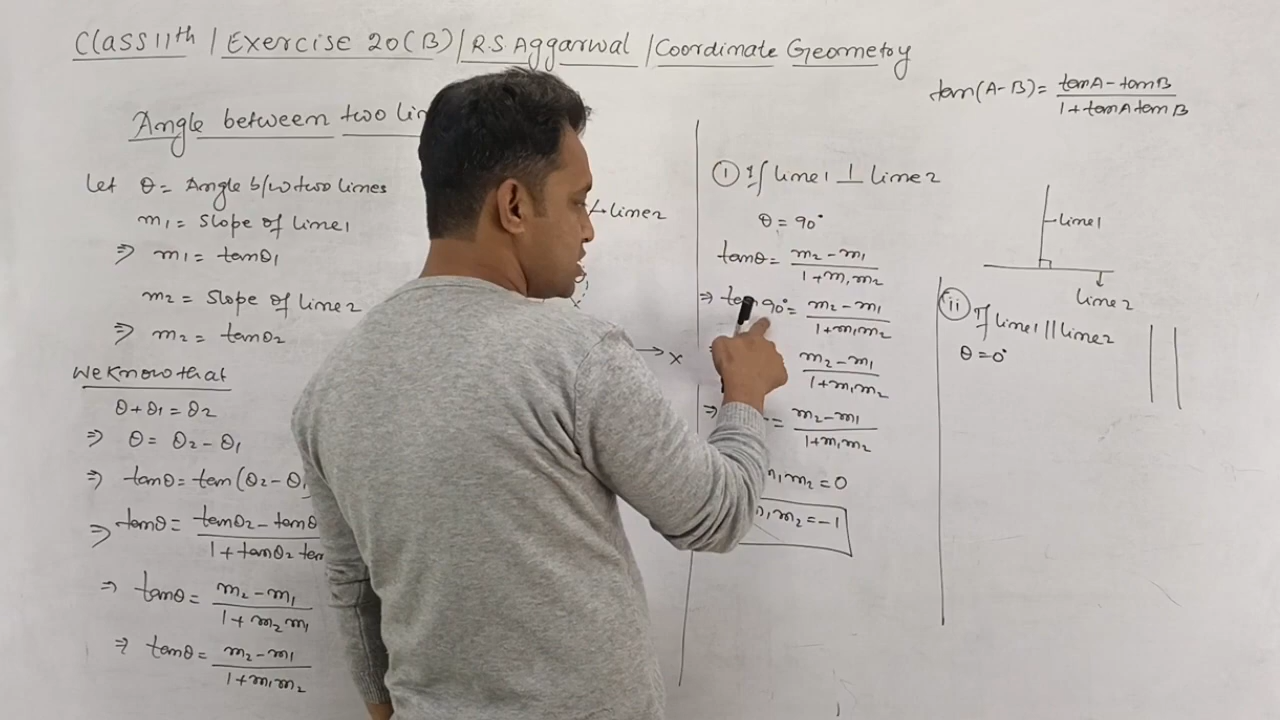 Class 11th / Exercise 20(B) / R.S. Aggarwal / Coordinate Geometry
tan(A-B) = tanA - tanB / 1 + tanA tanB
Angle between two
Let θ = Angle b/w two lines
m₁ = Slope of line1
⇒ m₁ = tanθ₁
m₂ = Slope of line2
⇒ m₂ = tanθ₂
We know that
θ + θ₁ = θ₂
⇒ θ = θ₂ - θ₁
⇒ tanθ = tan(θ₂ - θ₁
⇒ tanθ = tanθ₂ - tanθ / 1 + tanθ₂
⇒ tanθ = m₂ - m₁ / 1 + m₂m₁
⇒ tanθ = m₂ - m₁ / 1 + m₁m₂
line2
x
(i) If line1 ⊥ line2
θ = 90°
tanθ = m₂ - m₁ / 1 + m₁m₂
⇒ tan 90° = m₂ - m₁ / 1 + m₁m₂
m₂ - m₁ / 1 + m₁m₂
⇒ = m₂ - m₁ / 1 + m₁m₂
m₁m₂ = 0
m₁m₂ = -1
line1
line2
(ii) If line1 || line2
θ = 0°